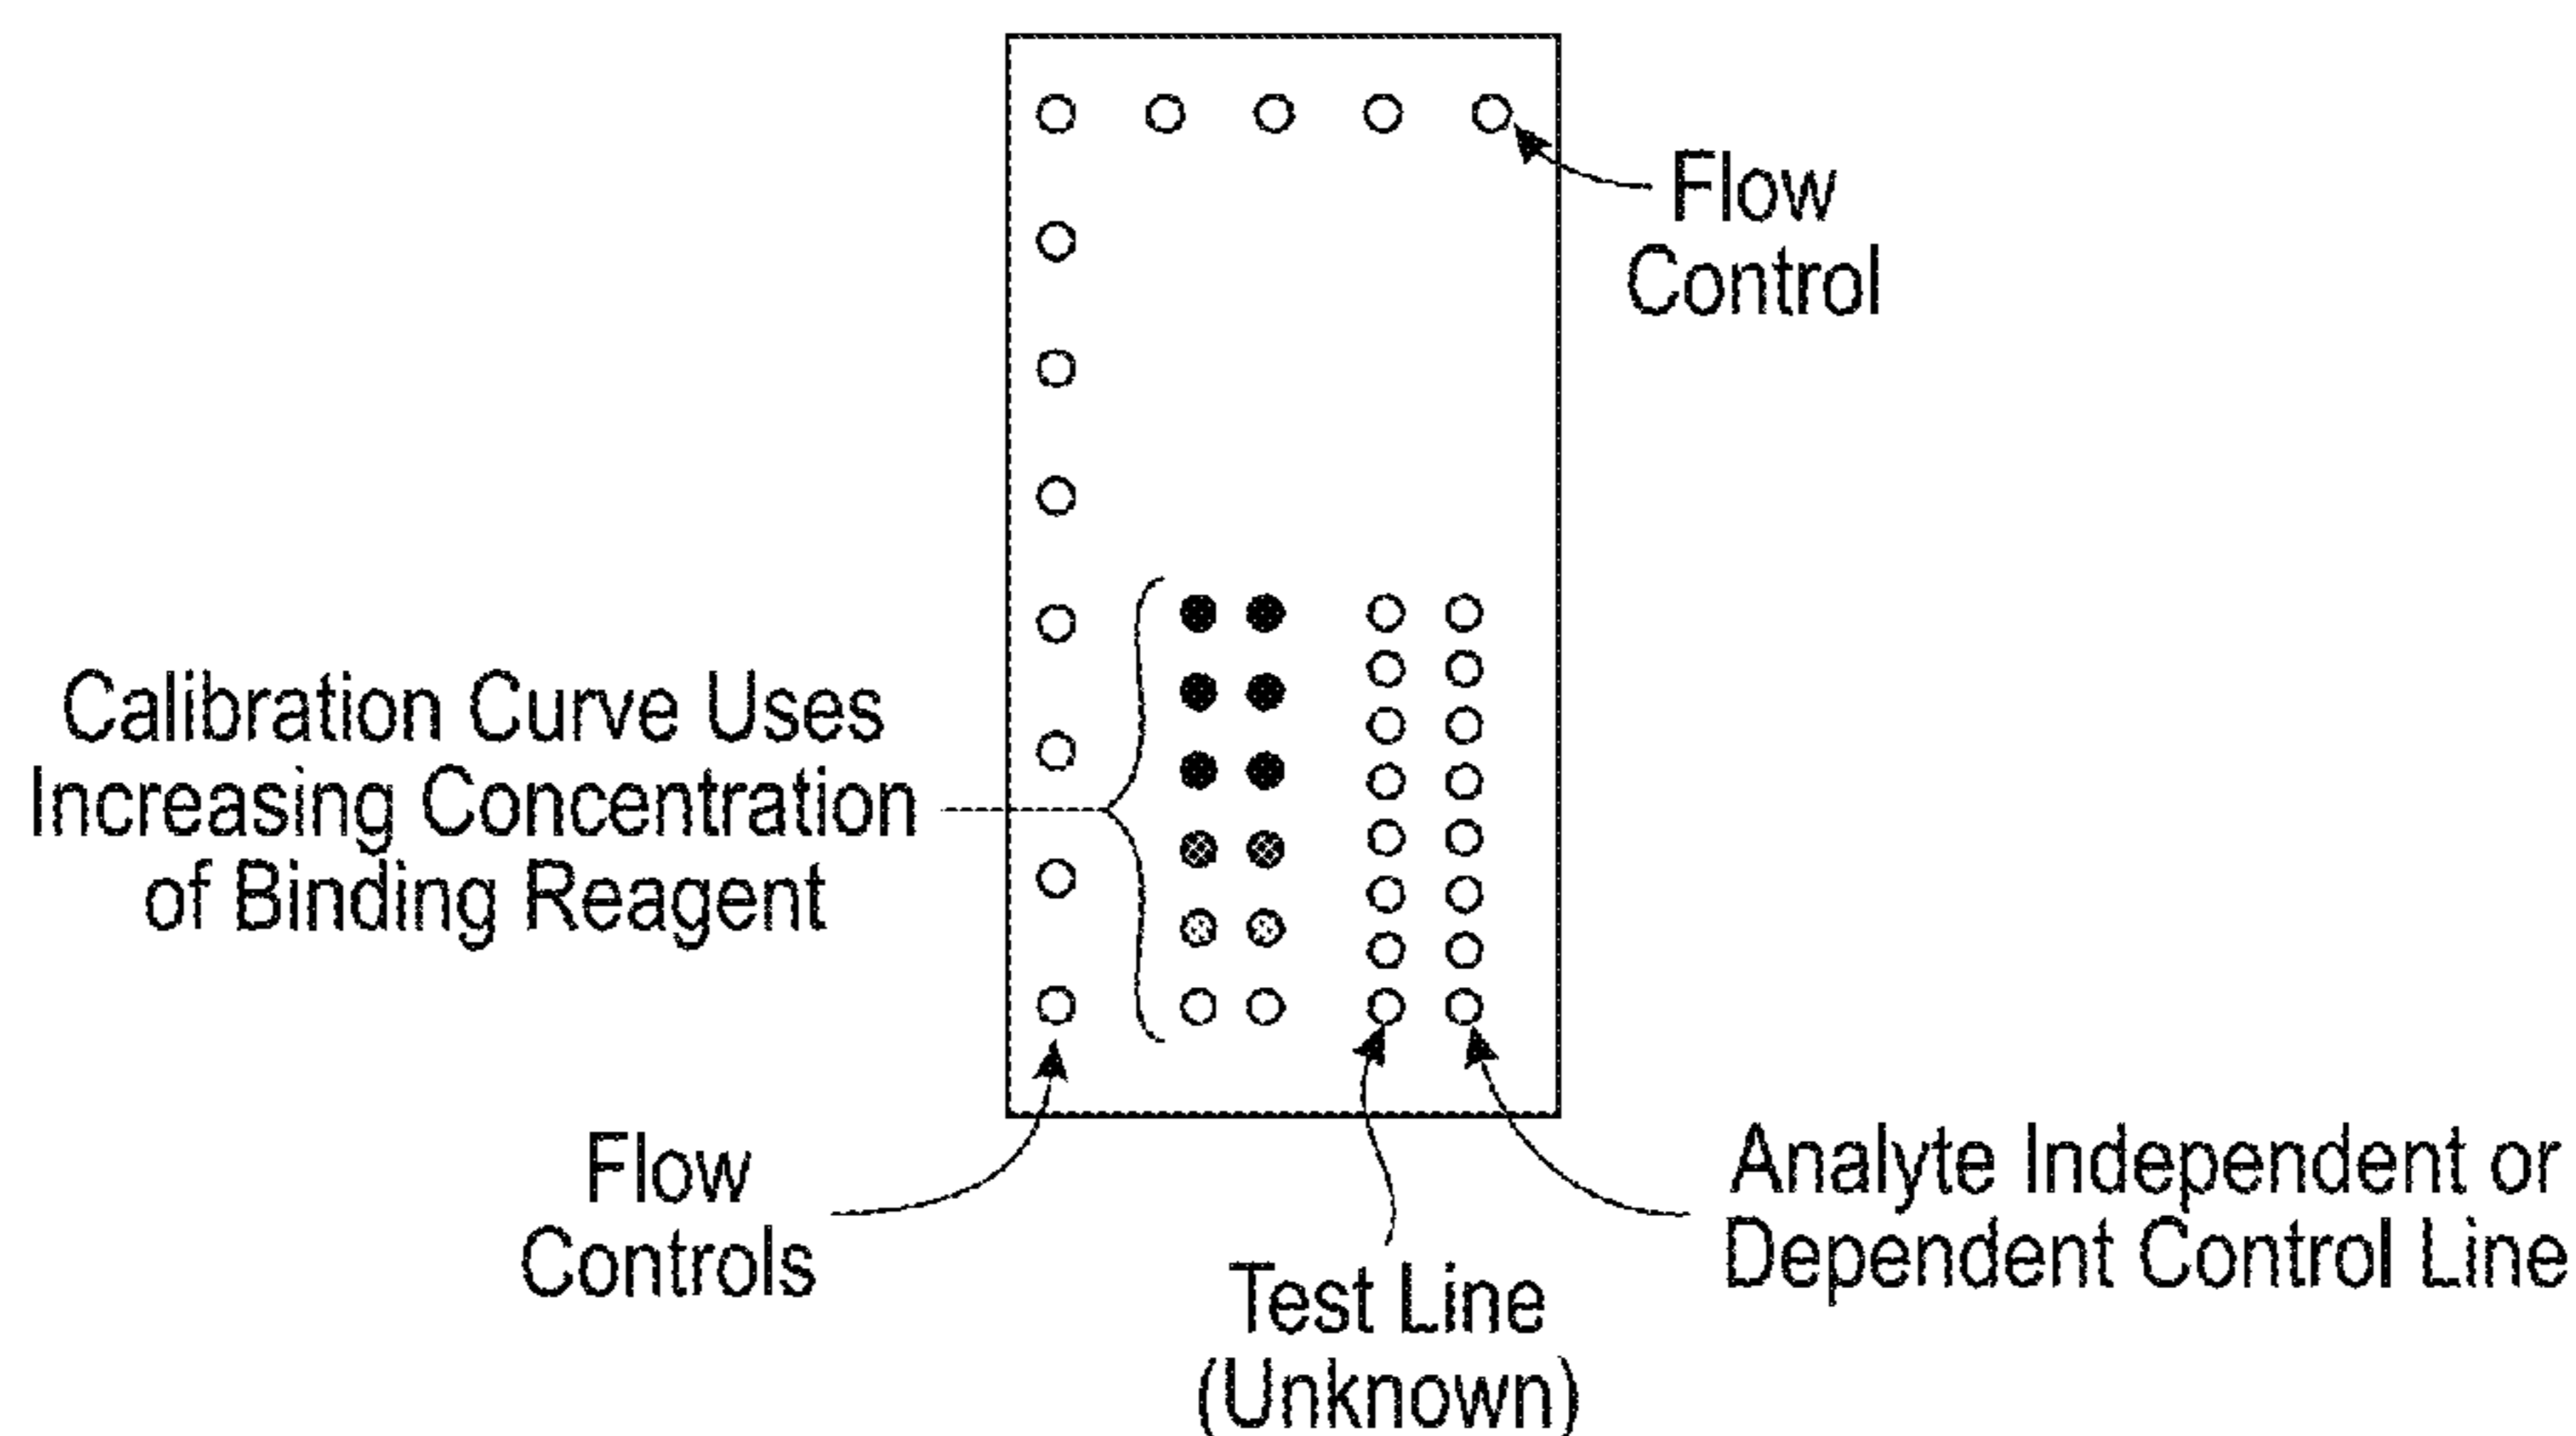 Flow
Control
Calibration Curve Uses
Increasing Concentration
of Binding Reagent
Flow
Controls
Test Line
(Unknown)
Analyte Independent or
Dependent Control Line